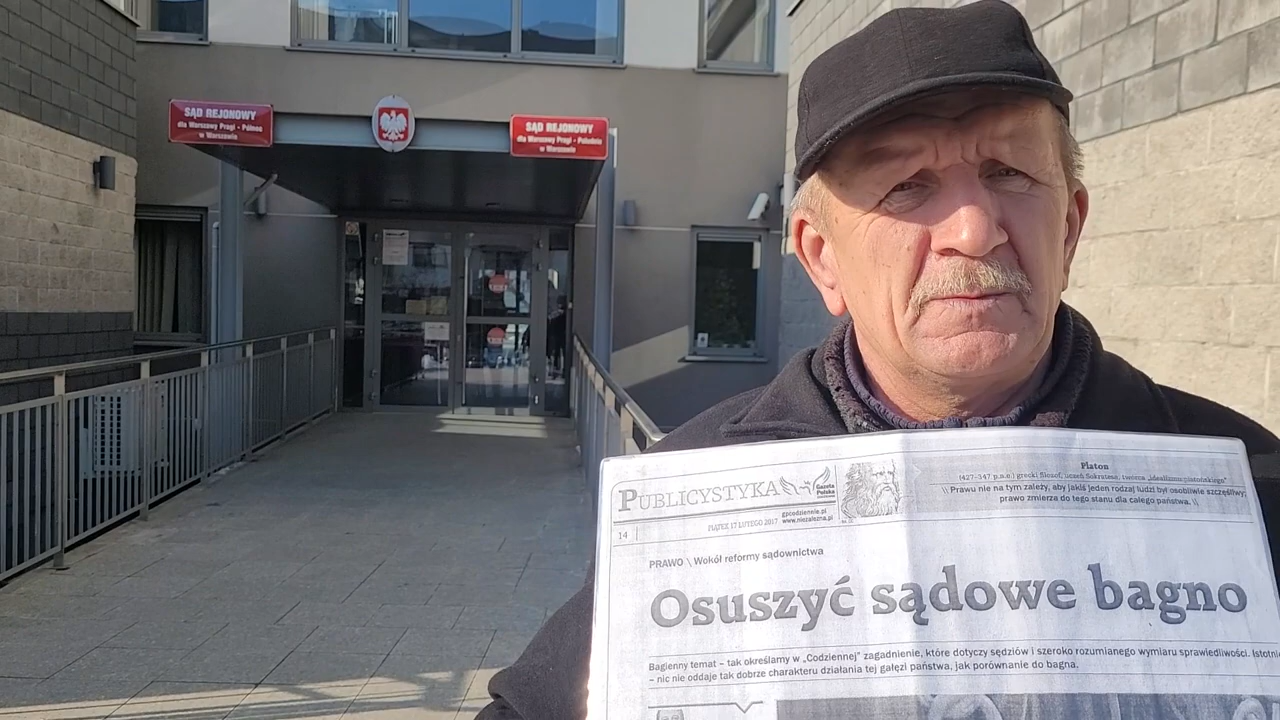 SĄD REJONOWY
dla Warszawy Pragi - Północ
w Warszawie
SĄD REJONOWY
dla Warszawy Pragi - Południe
w Warszawie
PUBLICYSTYKA
Gazeta
Polska
gpcodziennie.pl
www.niezalezna.pl
PIĄTEK 17 LUTEGO 2017
14
Platon
(427–347 p.n.e.) grecki filozof, uczeń Sokratesa, twórca „idealizmu platońskiego”
\\ Prawu nie na tym zależy, aby jakiś jeden rodzaj ludzi był osobliwie szczęśliwy;
prawo zmierza do tego stanu dla całego państwa. \\
PRAWO \ Wokół reformy sądownictwa
Osuszyć sądowe bagno
Bagienny temat – tak określamy w „Codziennej” zagadnienie, które dotyczy sędziów i szeroko rozumianego wymiaru sprawiedliwości. Istotnie
– nic nie oddaje tak dobrze charakteru działania tej gałęzi państwa, jak porównanie do bagna.